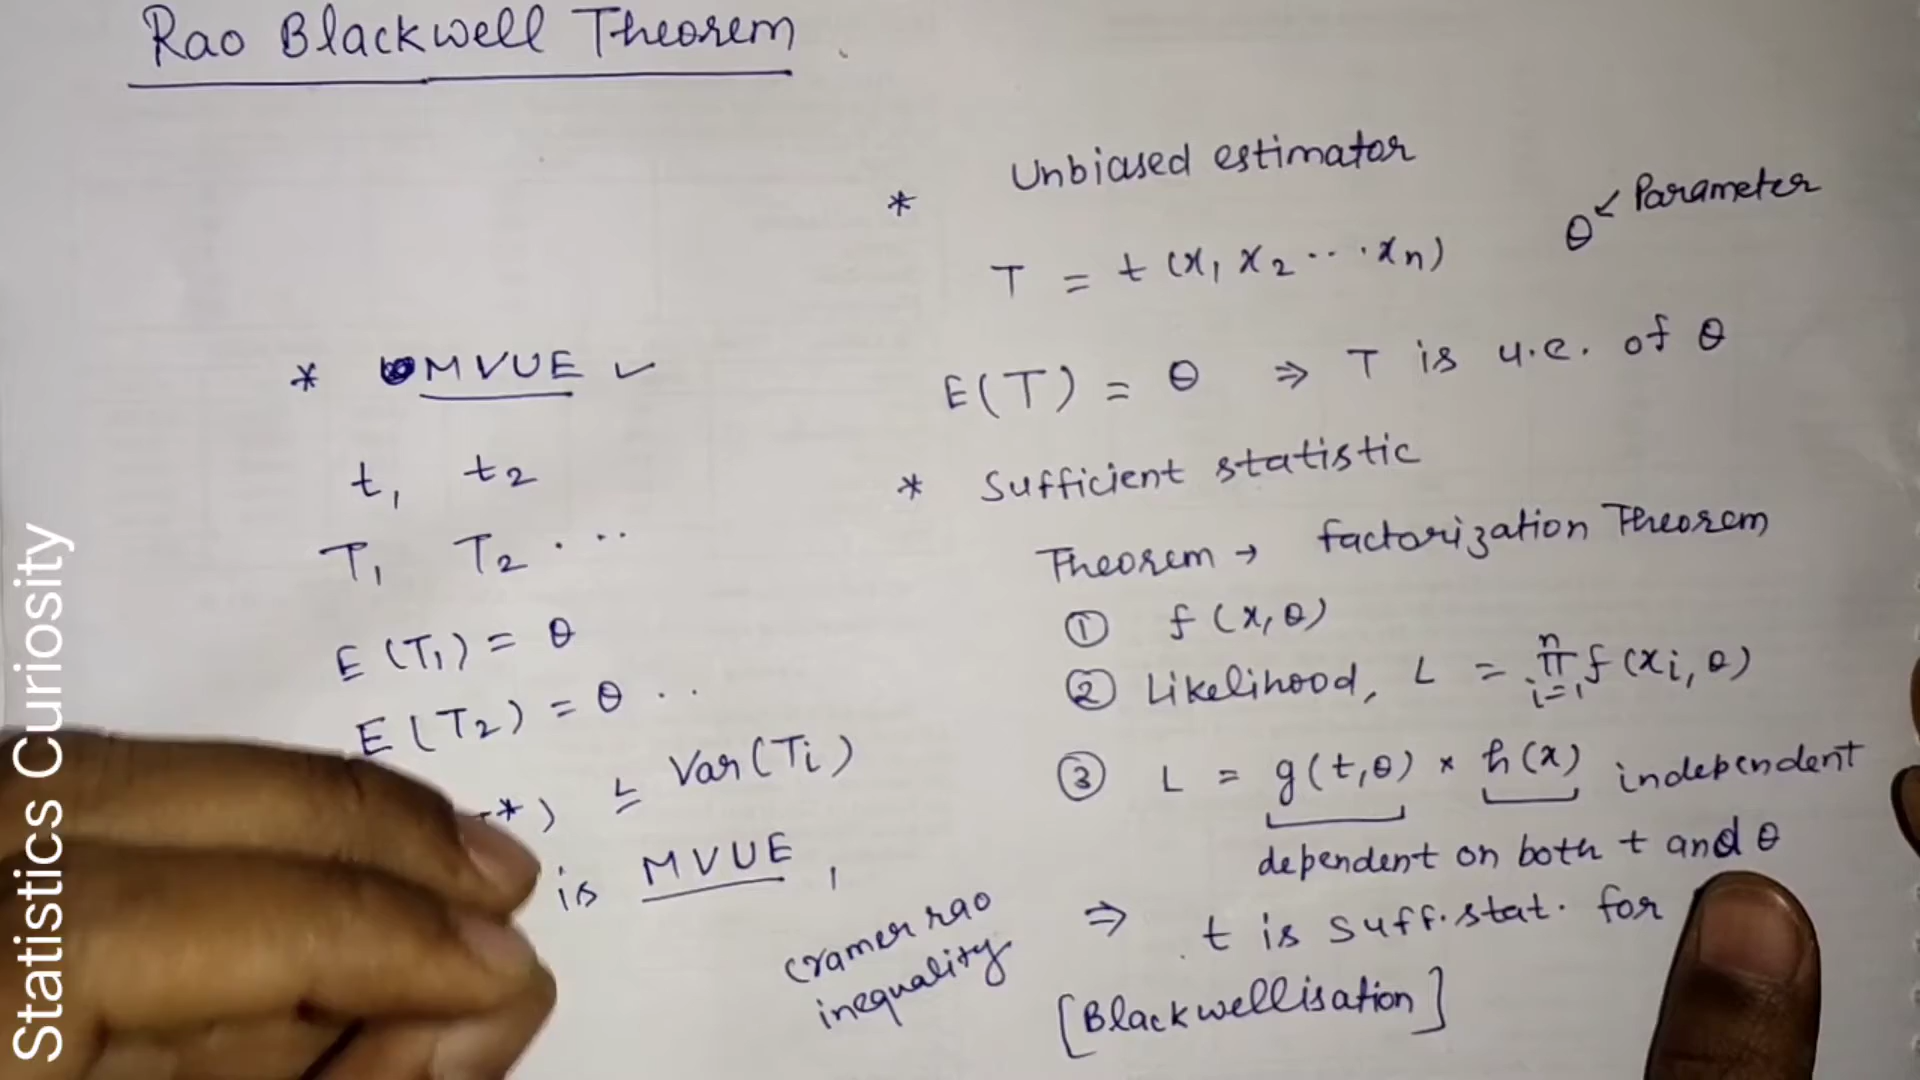 Rao Blackwell Theorem
* MVUE ✓
t₁ t₂
T₁ T₂ ...
E(T₁) = θ
E(T₂) = θ ..
*) ≤ Var(Ti)
is MVUE,
cramer rao
inequality
* Unbiased estimator
θ ↙ Parameter
T = t(x₁ x₂ ... xn)
E(T) = θ ⇒ T is u.e. of θ
* Sufficient statistic
Theorem → factorization Theorem
① f(x,θ)
② Likelihood, L = n π i=1 f(xi,θ)
③ L = g(t,θ) * h(x) independent
dependent on both t and θ
⇒ t is suff. stat. for
[Blackwellisation]
Statistics Curiosity